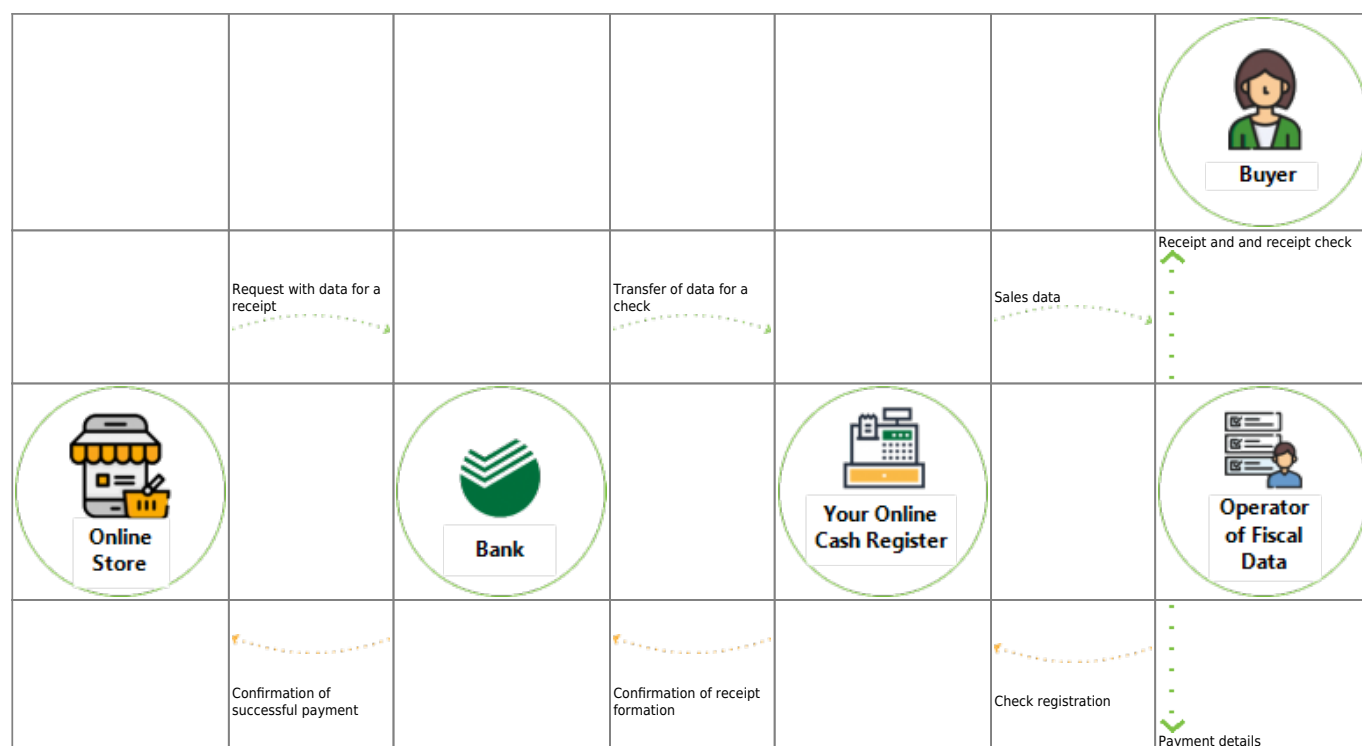 Buyer
Receipt and and receipt check
Request with data for a
receipt
Transfer of data for a
check
Sales data
Online
Store
Bank
Your Online
Cash Register
Operator
of Fiscal
Data
Confirmation of
successful payment
Confirmation of receipt
formation
Check registration
Payment details